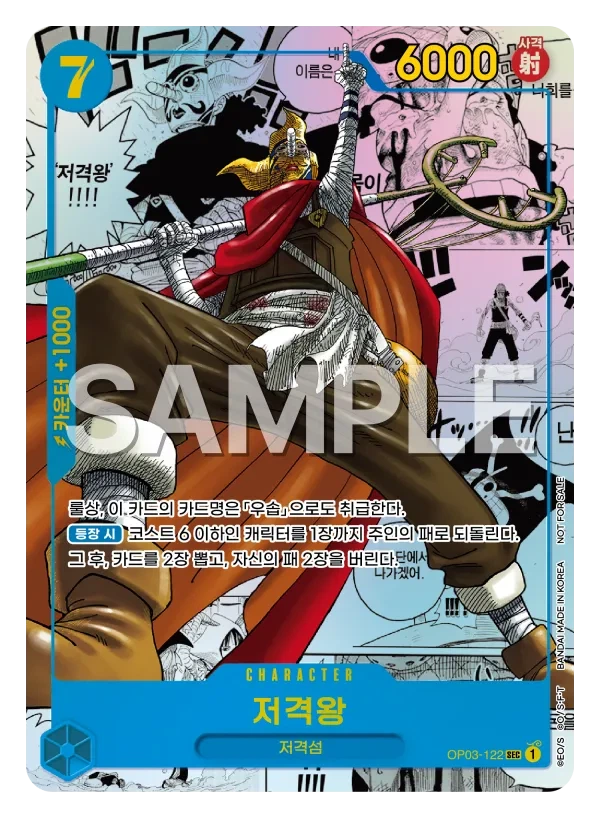 7
내
이름은
6000
사격
射
너희를
'저격왕'
!!!!
카운터 +1000
SAMPLE
난
룰상, 이 카드의 카드명은 「우솝」으로도 취급한다.
등장 시 코스트 6 이하인 캐릭터를 1장까지 주인의 패로 되돌린다.
그 후, 카드를 2장 뽑고, 자신의 패 2장을 버린다.
나가겠어.
!!!
CHARACTER
저격왕
저격섬
OP03-122 SEC 1
©EO/S ©O/S·F·T BANDAI MADE IN KOREA NOT FOR SALE